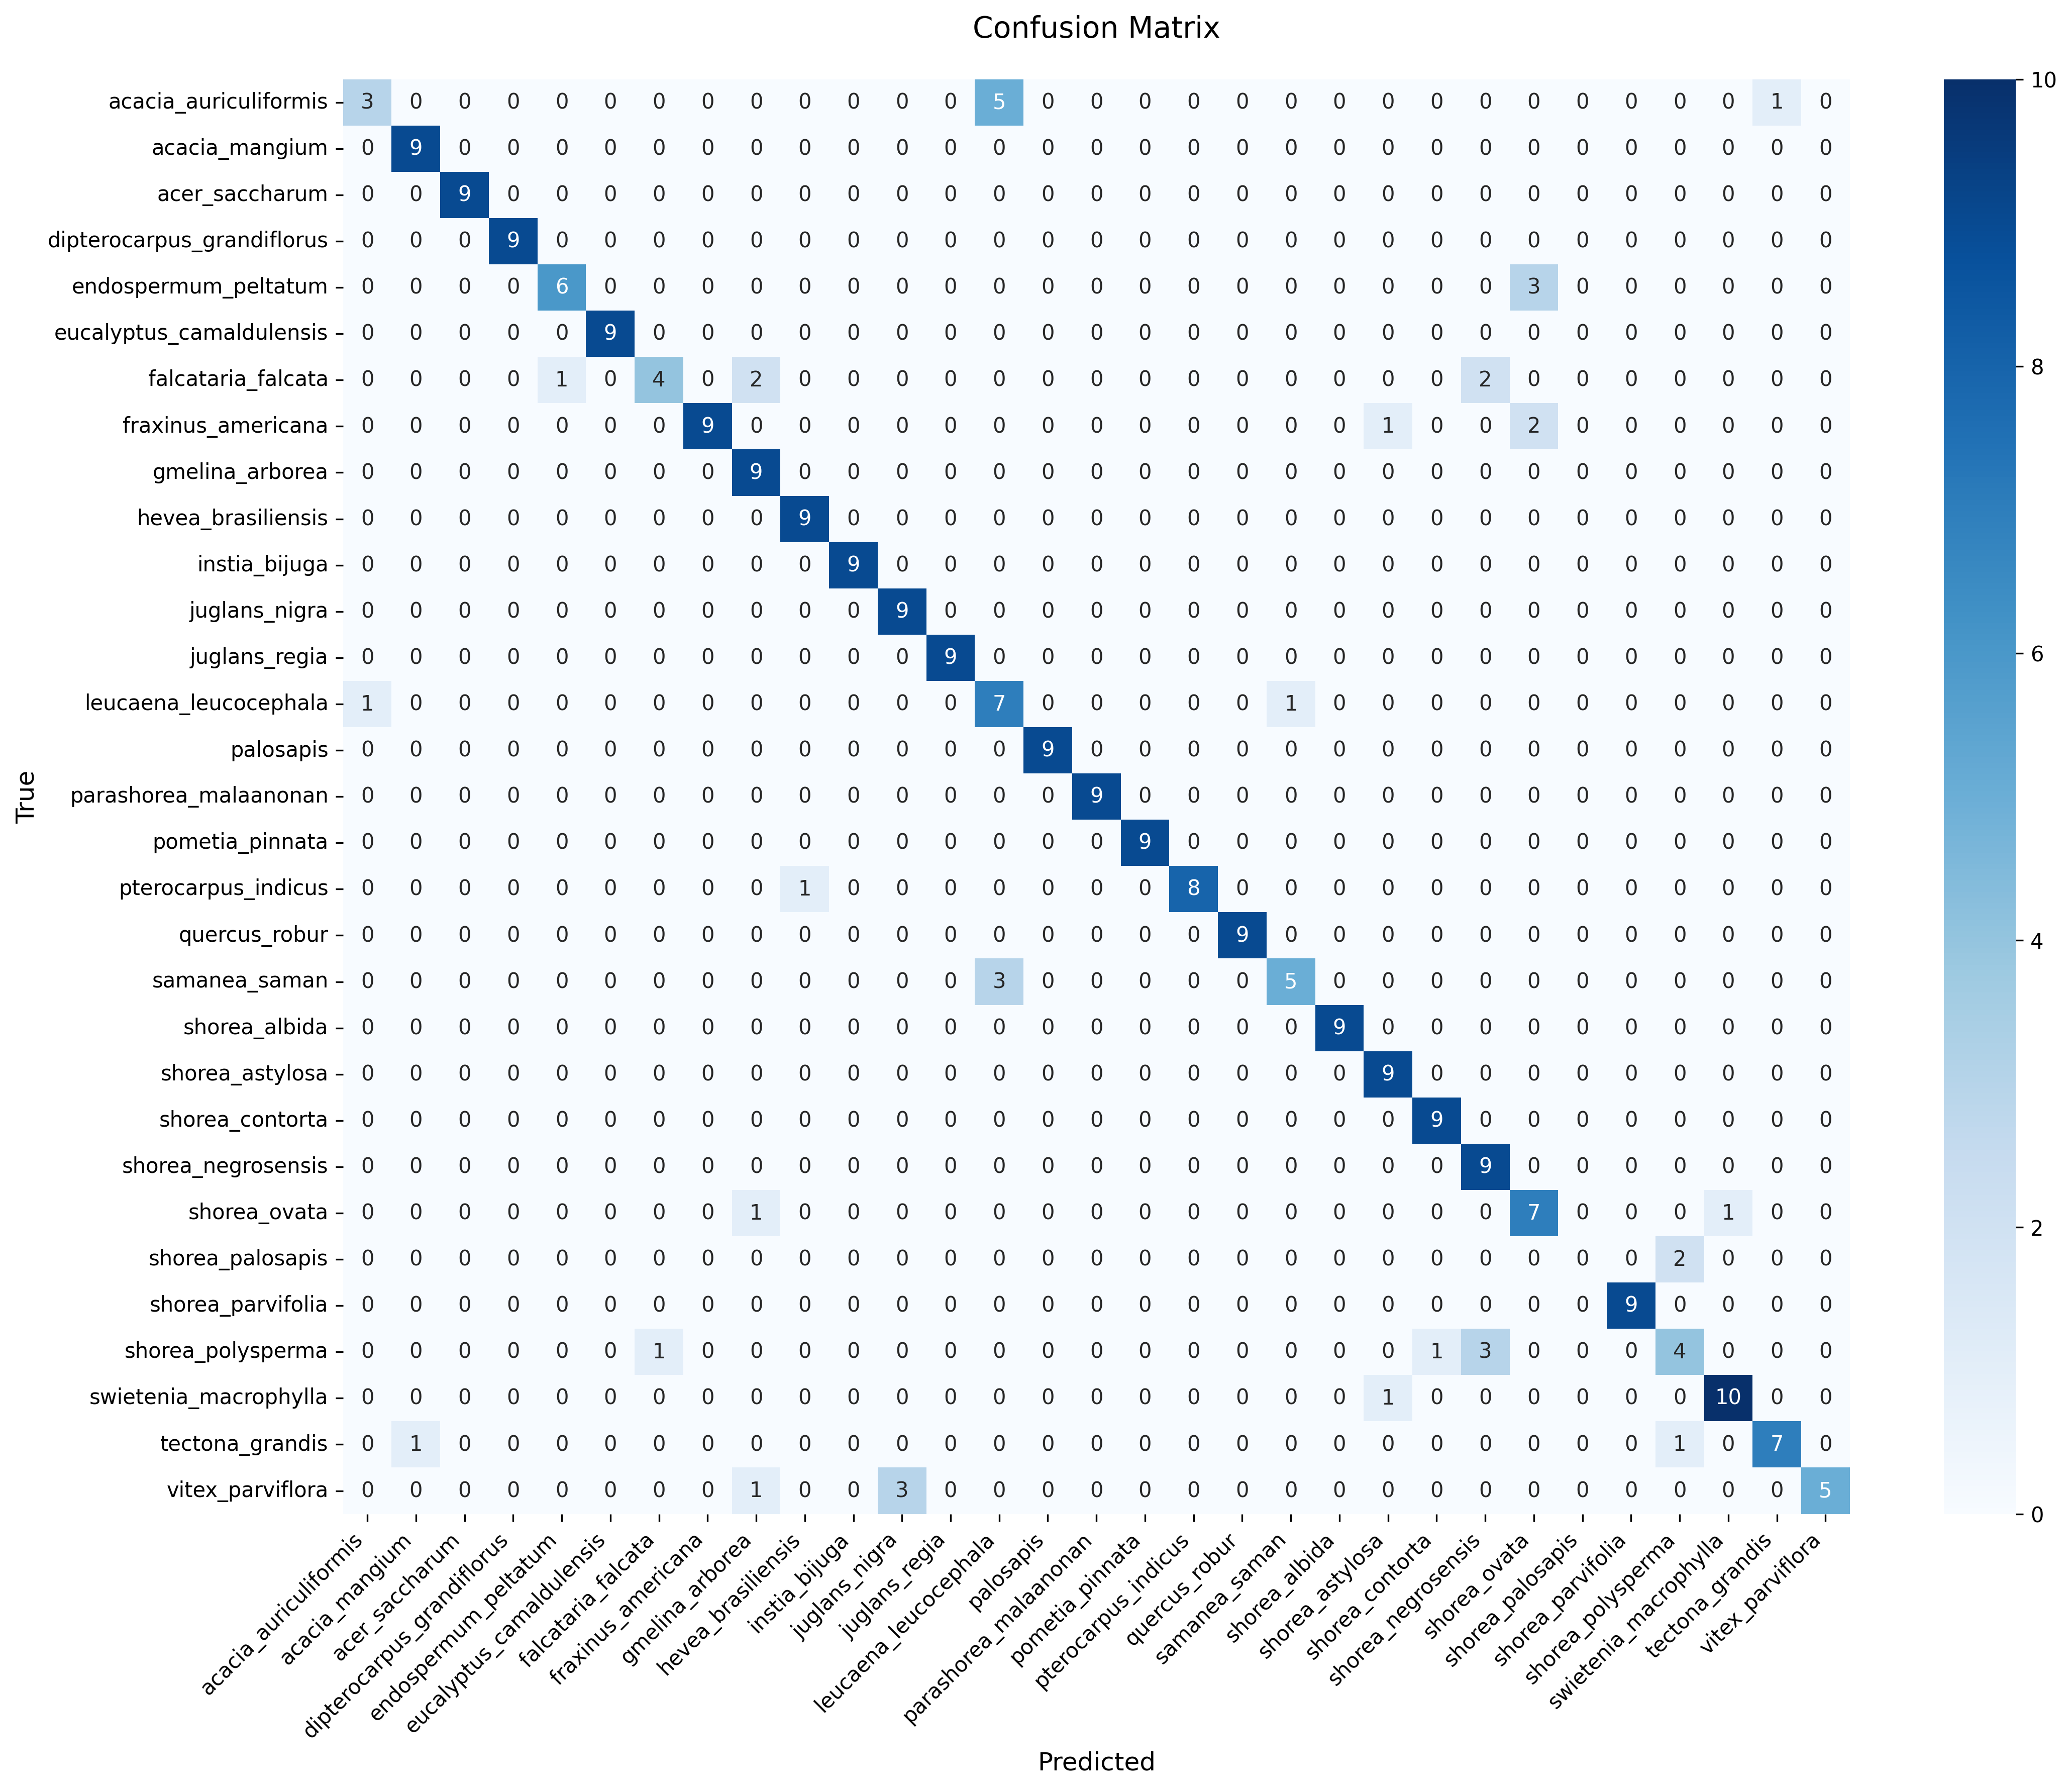 Confusion Matrix
acacia_auriculiformis 3 0 0 0 0 0 0 0 0 0 0 0 0 5 0 0 0 0 0 0 0 0 0 0 0 0 0 0 0 1 0
acacia_mangium 0 9 0 0 0 0 0 0 0 0 0 0 0 0 0 0 0 0 0 0 0 0 0 0 0 0 0 0 0 0 0
acer_saccharum 0 0 9 0 0 0 0 0 0 0 0 0 0 0 0 0 0 0 0 0 0 0 0 0 0 0 0 0 0 0 0
dipterocarpus_grandiflorus 0 0 0 9 0 0 0 0 0 0 0 0 0 0 0 0 0 0 0 0 0 0 0 0 0 0 0 0 0 0 0
endospermum_peltatum 0 0 0 0 6 0 0 0 0 0 0 0 0 0 0 0 0 0 0 0 0 0 0 0 3 0 0 0 0 0 0
eucalyptus_camaldulensis 0 0 0 0 0 9 0 0 0 0 0 0 0 0 0 0 0 0 0 0 0 0 0 0 0 0 0 0 0 0 0
falcataria_falcata 0 0 0 0 1 0 4 0 2 0 0 0 0 0 0 0 0 0 0 0 0 0 0 2 0 0 0 0 0 0 0
fraxinus_americana 0 0 0 0 0 0 0 9 0 0 0 0 0 0 0 0 0 0 0 0 0 1 0 0 2 0 0 0 0 0 0
gmelina_arborea 0 0 0 0 0 0 0 0 9 0 0 0 0 0 0 0 0 0 0 0 0 0 0 0 0 0 0 0 0 0 0
hevea_brasiliensis 0 0 0 0 0 0 0 0 0 9 0 0 0 0 0 0 0 0 0 0 0 0 0 0 0 0 0 0 0 0 0
instia_bijuga 0 0 0 0 0 0 0 0 0 0 9 0 0 0 0 0 0 0 0 0 0 0 0 0 0 0 0 0 0 0 0
juglans_nigra 0 0 0 0 0 0 0 0 0 0 0 9 0 0 0 0 0 0 0 0 0 0 0 0 0 0 0 0 0 0 0
juglans_regia 0 0 0 0 0 0 0 0 0 0 0 0 9 0 0 0 0 0 0 0 0 0 0 0 0 0 0 0 0 0 0
leucaena_leucocephala 1 0 0 0 0 0 0 0 0 0 0 0 0 7 0 0 0 0 0 1 0 0 0 0 0 0 0 0 0 0 0
palosapis 0 0 0 0 0 0 0 0 0 0 0 0 0 0 9 0 0 0 0 0 0 0 0 0 0 0 0 0 0 0 0
parashorea_malaanonan 0 0 0 0 0 0 0 0 0 0 0 0 0 0 0 9 0 0 0 0 0 0 0 0 0 0 0 0 0 0 0
pometia_pinnata 0 0 0 0 0 0 0 0 0 0 0 0 0 0 0 0 9 0 0 0 0 0 0 0 0 0 0 0 0 0 0
pterocarpus_indicus 0 0 0 0 0 0 0 0 0 1 0 0 0 0 0 0 0 8 0 0 0 0 0 0 0 0 0 0 0 0 0
quercus_robur 0 0 0 0 0 0 0 0 0 0 0 0 0 0 0 0 0 0 9 0 0 0 0 0 0 0 0 0 0 0 0
samanea_saman 0 0 0 0 0 0 0 0 0 0 0 0 0 3 0 0 0 0 0 5 0 0 0 0 0 0 0 0 0 0 0
shorea_albida 0 0 0 0 0 0 0 0 0 0 0 0 0 0 0 0 0 0 0 0 9 0 0 0 0 0 0 0 0 0 0
shorea_astylosa 0 0 0 0 0 0 0 0 0 0 0 0 0 0 0 0 0 0 0 0 0 9 0 0 0 0 0 0 0 0 0
shorea_contorta 0 0 0 0 0 0 0 0 0 0 0 0 0 0 0 0 0 0 0 0 0 0 9 0 0 0 0 0 0 0 0
shorea_negrosensis 0 0 0 0 0 0 0 0 0 0 0 0 0 0 0 0 0 0 0 0 0 0 0 9 0 0 0 0 0 0 0
shorea_ovata 0 0 0 0 0 0 0 0 1 0 0 0 0 0 0 0 0 0 0 0 0 0 0 0 7 0 0 0 1 0 0
shorea_palosapis 0 0 0 0 0 0 0 0 0 0 0 0 0 0 0 0 0 0 0 0 0 0 0 0 0 0 0 2 0 0 0
shorea_parvifolia 0 0 0 0 0 0 0 0 0 0 0 0 0 0 0 0 0 0 0 0 0 0 0 0 0 0 9 0 0 0 0
shorea_polysperma 0 0 0 0 0 0 1 0 0 0 0 0 0 0 0 0 0 0 0 0 0 0 1 3 0 0 0 4 0 0 0
swietenia_macrophylla 0 0 0 0 0 0 0 0 0 0 0 0 0 0 0 0 0 0 0 0 0 1 0 0 0 0 0 0 10 0 0
tectona_grandis 0 1 0 0 0 0 0 0 0 0 0 0 0 0 0 0 0 0 0 0 0 0 0 0 0 0 0 1 0 7 0
vitex_parviflora 0 0 0 0 0 0 0 0 1 0 0 3 0 0 0 0 0 0 0 0 0 0 0 0 0 0 0 0 0 0 5
True
acacia_auriculiformis
acacia_mangium
acer_saccharum
dipterocarpus_grandiflorus
endospermum_peltatum
eucalyptus_camaldulensis
falcataria_falcata
fraxinus_americana
gmelina_arborea
hevea_brasiliensis
instia_bijuga
juglans_nigra
juglans_regia
leucaena_leucocephala
palosapis
parashorea_malaanonan
pometia_pinnata
pterocarpus_indicus
quercus_robur
samanea_saman
shorea_albida
shorea_astylosa
shorea_contorta
shorea_negrosensis
shorea_ovata
shorea_palosapis
shorea_parvifolia
shorea_polysperma
swietenia_macrophylla
tectona_grandis
vitex_parviflora
Predicted
10
8
6
4
2
0